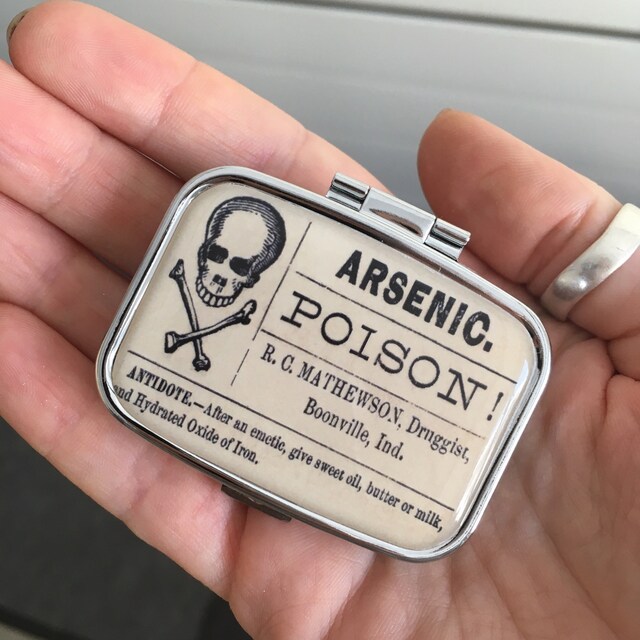 ARSENIC.
POISON!
R. C. MATHEWSON, Druggist,
Boonville, Ind.
ANTIDOTE.—After an emetic, give sweet oil, butter or milk,
and Hydrated Oxide of Iron.